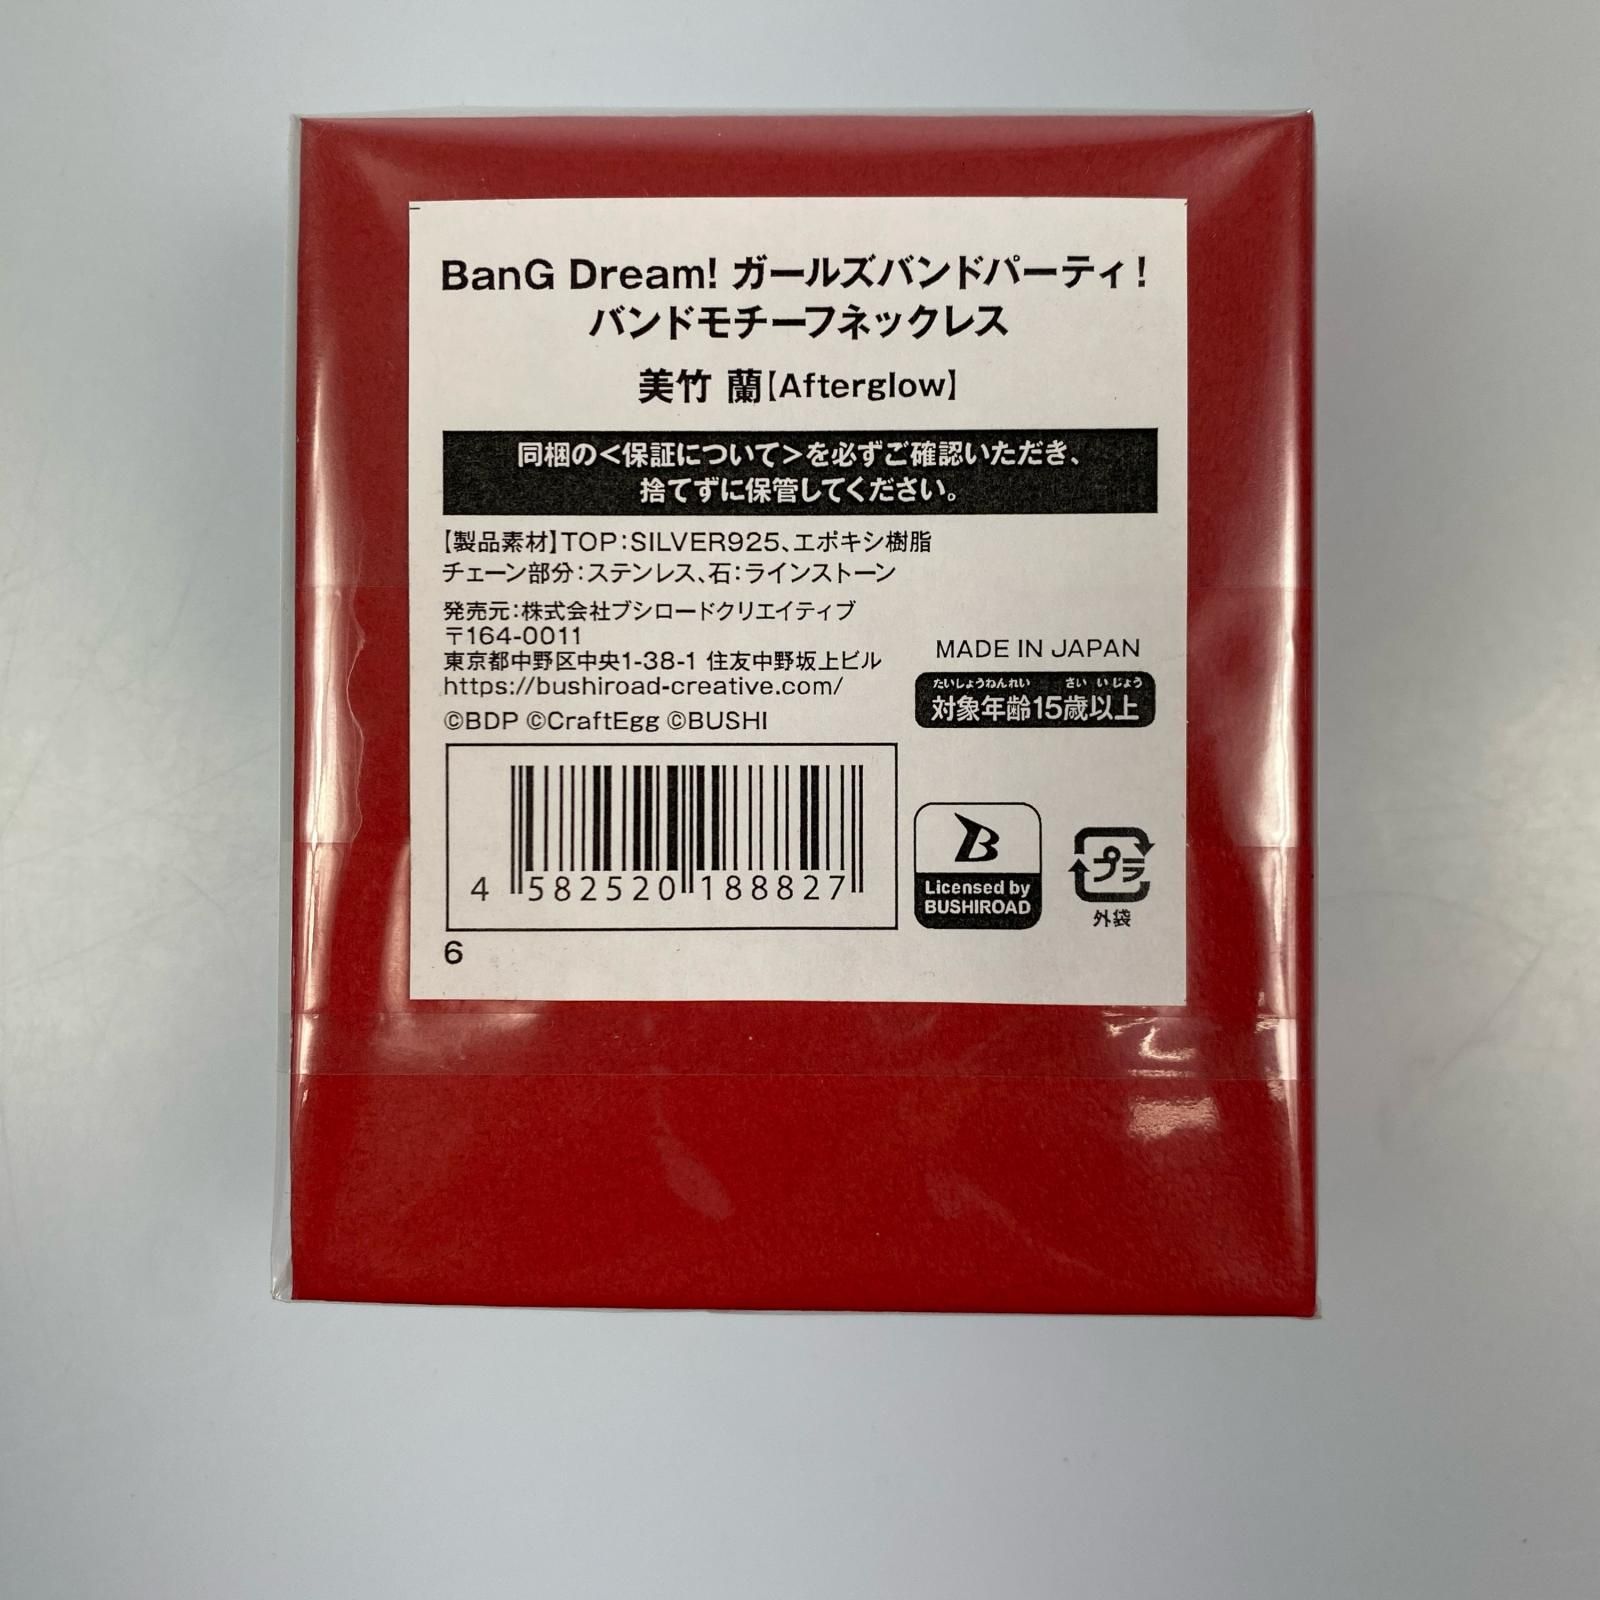 BanG Dream! ガールズバンドパーティ!
バンドモチーフネックレス
美竹 蘭【Afterglow】
同梱の<保証について>を必ずご確認いただき、
捨てずに保管してください。
【製品素材】TOP:SILVER925、エポキシ樹脂
チェーン部分:ステンレス、石:ラインストーン
発売元:株式会社ブシロードクリエイティブ
〒164-0011
東京都中野区中央1-38-1 住友中野坂上ビル
https://bushiroad-creative.com/
©BDP ©CraftEgg ©BUSHI
MADE IN JAPAN
たいしょうねんれい さい いじょう
対象年齢15歳以上
4 582520 188827
6
B
Licensed by
BUSHIROAD
プラ
外袋